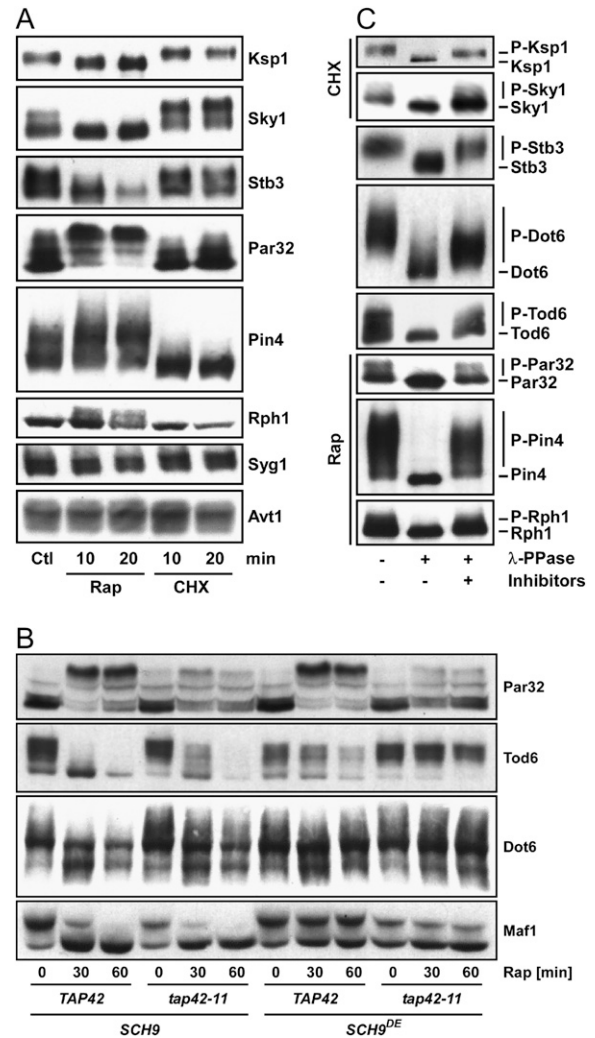 A
Ksp1
Sky1
Stb3
Par32
Pin4
Rph1
Syg1
Avt1
Ctl 10 20 10 20 min
Rap CHX
C
CHX
P-Ksp1
Ksp1
P-Sky1
Sky1
P-Stb3
Stb3
P-Dot6
Dot6
P-Tod6
Tod6
Rap
P-Par32
Par32
P-Pin4
Pin4
P-Rph1
Rph1
- + + λ-PPase
- - + Inhibitors
B
Par32
Tod6
Dot6
Maf1
0 30 60 0 30 60 0 30 60 0 30 60 Rap [min]
TAP42 tap42-11 TAP42 tap42-11
SCH9 SCH9DE